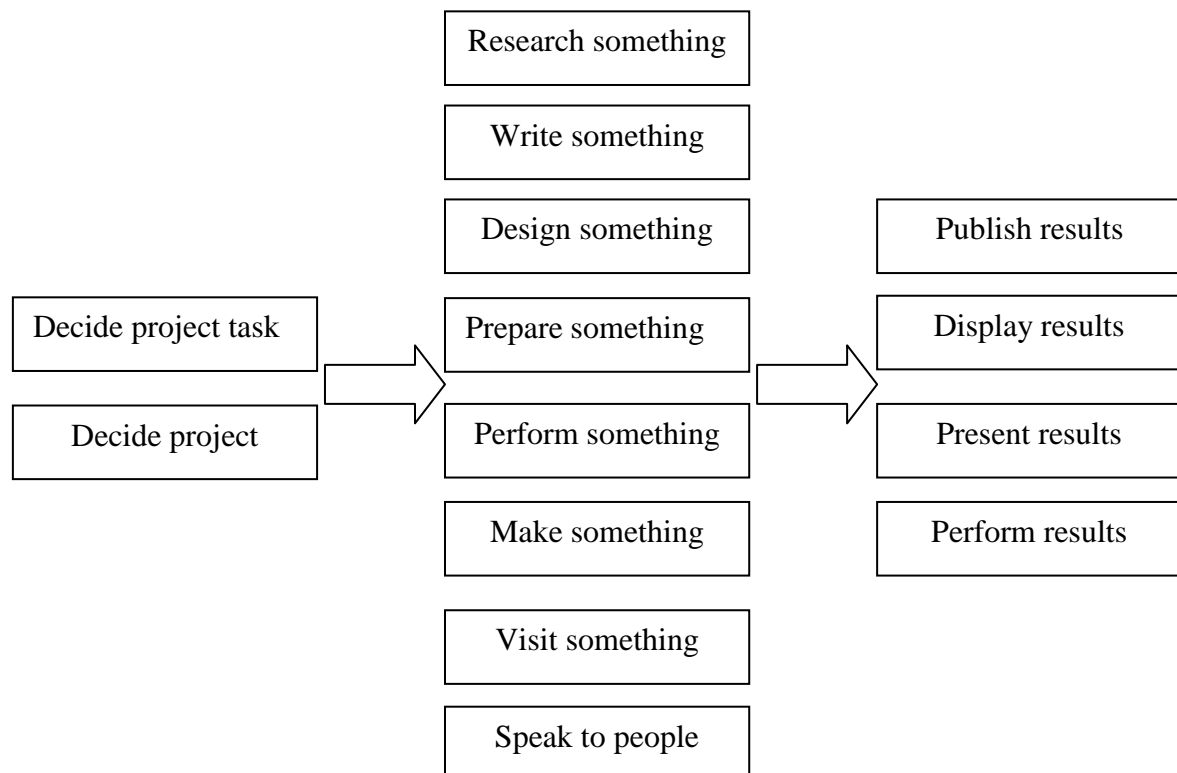 Decide project task
Decide project
Research something
Write something
Design something
Prepare something
Perform something
Make something
Visit something
Speak to people
Publish results
Display results
Present results
Perform results